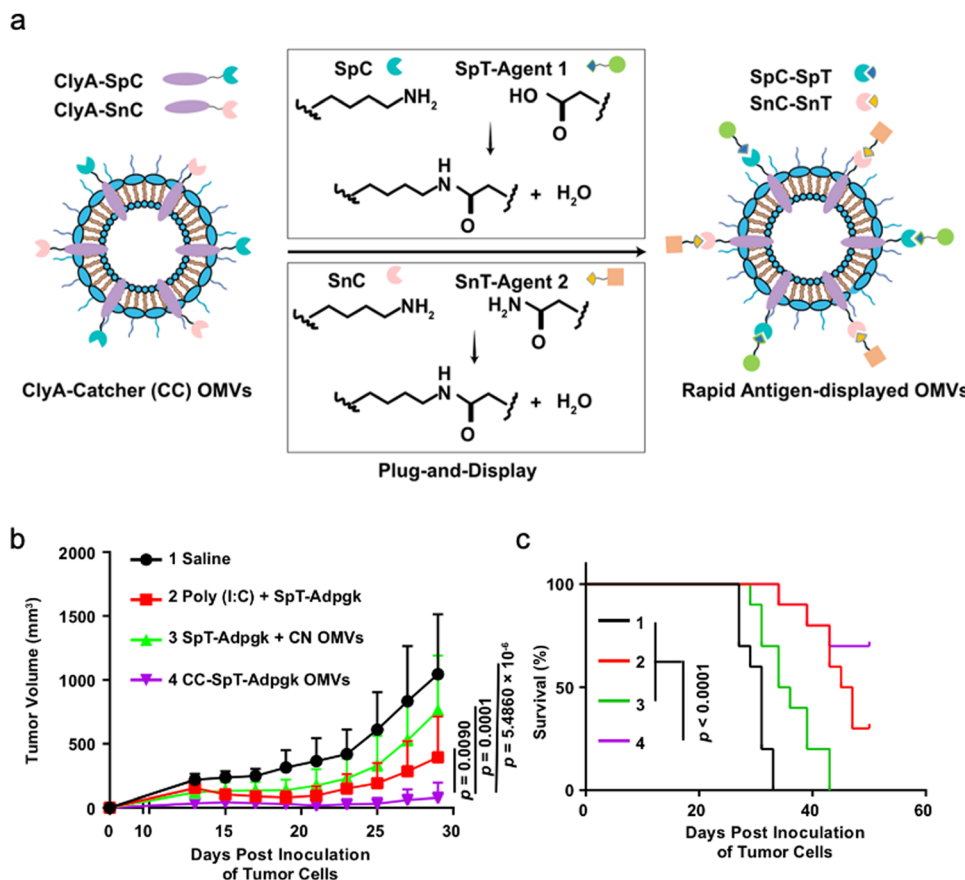 a
ClyA-SpC
ClyA-SnC
SpC
SpT-Agent 1
NH2
HO
O
H
N
O
+ H2O
SnC
SnT-Agent 2
NH2
H2N
O
H
N
O
+ H2O
SpC-SpT
SnC-SnT
ClyA-Catcher (CC) OMVs
Plug-and-Display
Rapid Antigen-displayed OMVs
b
2000
1500
1000
500
0
Tumor Volume (mm³)
1 Saline
2 Poly (I:C) + SpT-Adpgk
3 SpT-Adpgk + CN OMVs
4 CC-SpT-Adpgk OMVs
p = 0.0090
p = 0.0001
p = 5.4860 × 10⁻⁶
0 10 15 20 25 30
Days Post Inoculation
of Tumor Cells
c
100
50
0
Survival (%)
1
2
3
4
p < 0.0001
0 20 40 60
Days Post Inoculation
of Tumor Cells